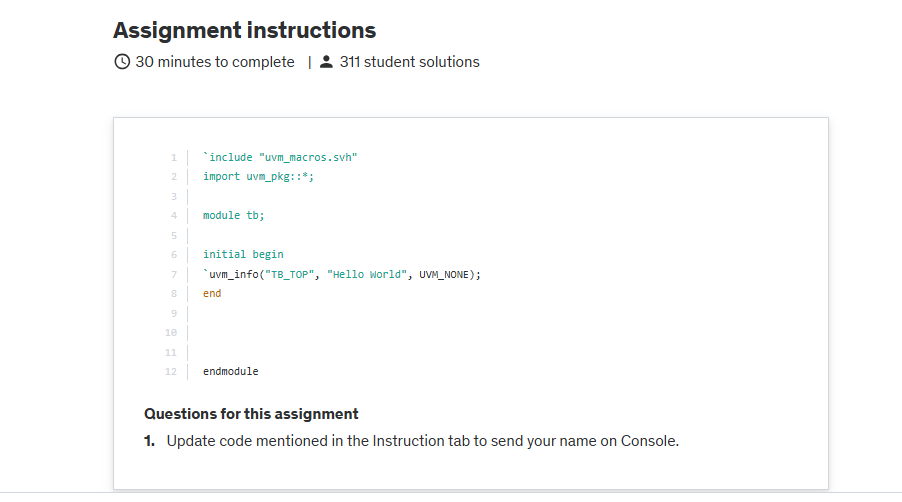 Assignment instructions
30 minutes to complete | 311 student solutions
1 `include "uvm_macros.svh"
2 import uvm_pkg::*;
3
4 module tb;
5
6 initial begin
7 `uvm_info("TB_TOP", "Hello World", UVM_NONE);
8 end
9
10
11
12 endmodule
Questions for this assignment
1. Update code mentioned in the Instruction tab to send your name on Console.